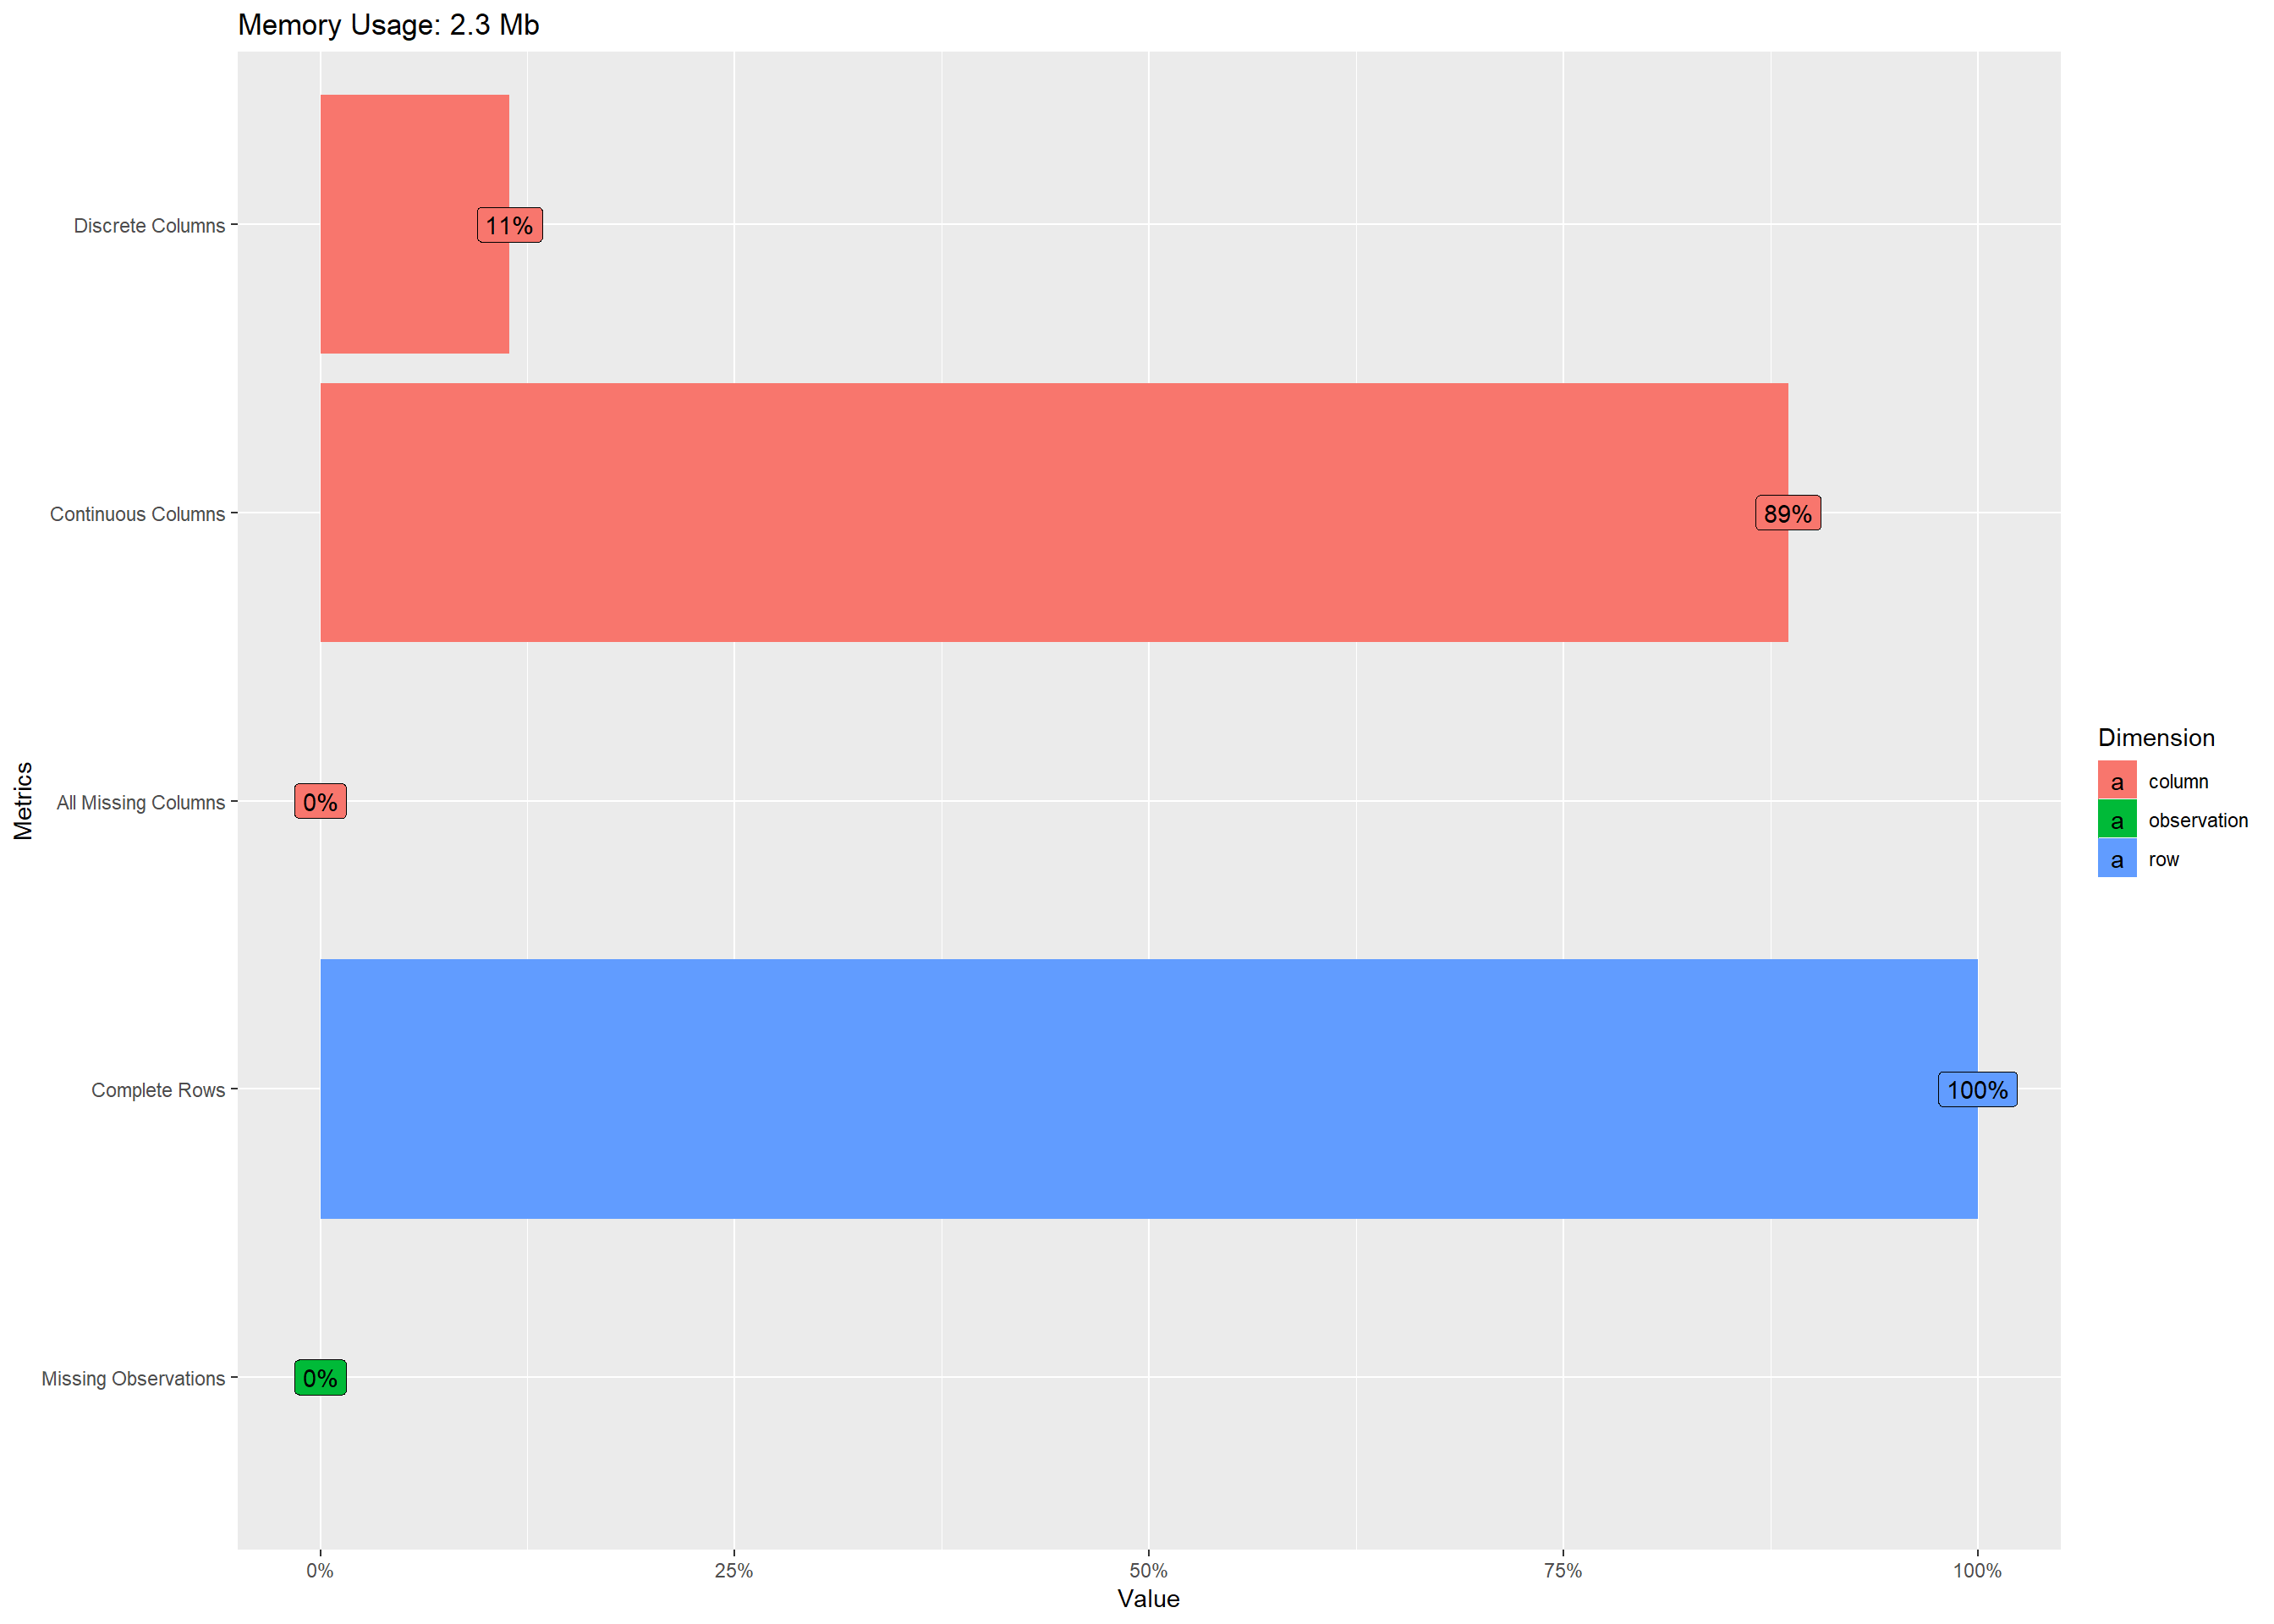 Memory Usage: 2.3 Mb
Discrete Columns
11%
Continuous Columns
89%
All Missing Columns
0%
Complete Rows
100%
Missing Observations
0%
Metrics
0% 25% 50% 75% 100%
Value
Dimension
a column
a observation
a row